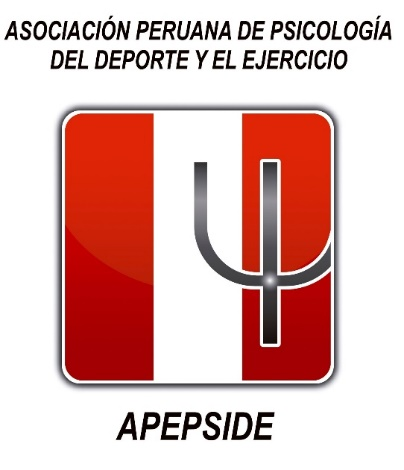 ASOCIACIÓN PERUANA DE PSICOLOGÍA
DEL DEPORTE Y EL EJERCICIO
APEPSIDE